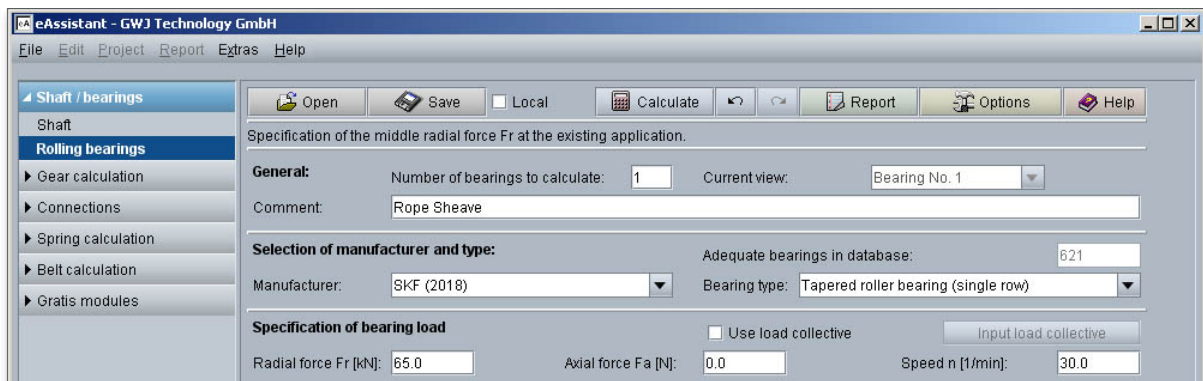 eA eAssistant - GWJ Technology GmbH
File Edit Project Report Extras Help
Shaft / bearings
Shaft
Rolling bearings
Gear calculation
Connections
Spring calculation
Belt calculation
Gratis modules
Open Save Local Calculate Report Options Help
Specification of the middle radial force Fr at the existing application.
General: Number of bearings to calculate: 1 Current view: Bearing No. 1
Comment: Rope Sheave
Selection of manufacturer and type: Adequate bearings in database: 621
Manufacturer: SKF (2018) Bearing type: Tapered roller bearing (single row)
Specification of bearing load Use load collective Input load collective
Radial force Fr [kN]: 65.0 Axial force Fa [N]: 0.0 Speed n [1/min]: 30.0